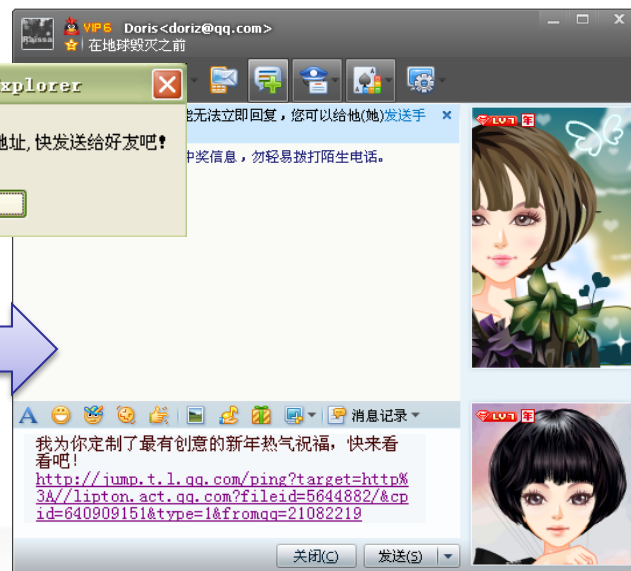 VIP6 Doris<doriz@qq.com>
在地球毁灭之前
xplorer
地址,快发送给好友吧!
能无法立即回复，您可以给他(她)发送手
中奖信息，勿轻易拨打陌生电话。
LV7 年
消息记录
我为你定制了最有创意的新年热气祝福，快来看
看吧!
http://jump.t.l.qq.com/ping?target=http%
3A//lipton.act.qq.com?fileid=5644882/&cp
id=640909151&type=1&fromqq=21082219
LV7 年
关闭(C) 发送(S)